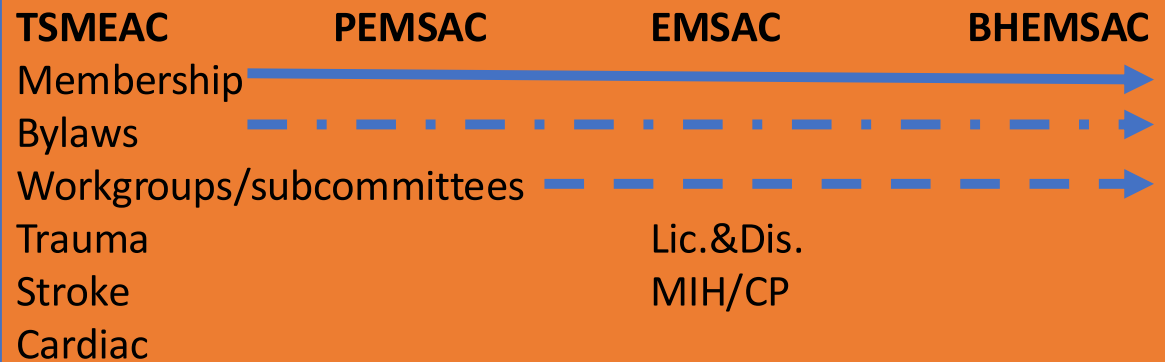 TSMEAC PEMSAC EMSAC BHEMSAC
Membership
Bylaws
Workgroups/subcommittees
Trauma Lic.&Dis.
Stroke MIH/CP
Cardiac